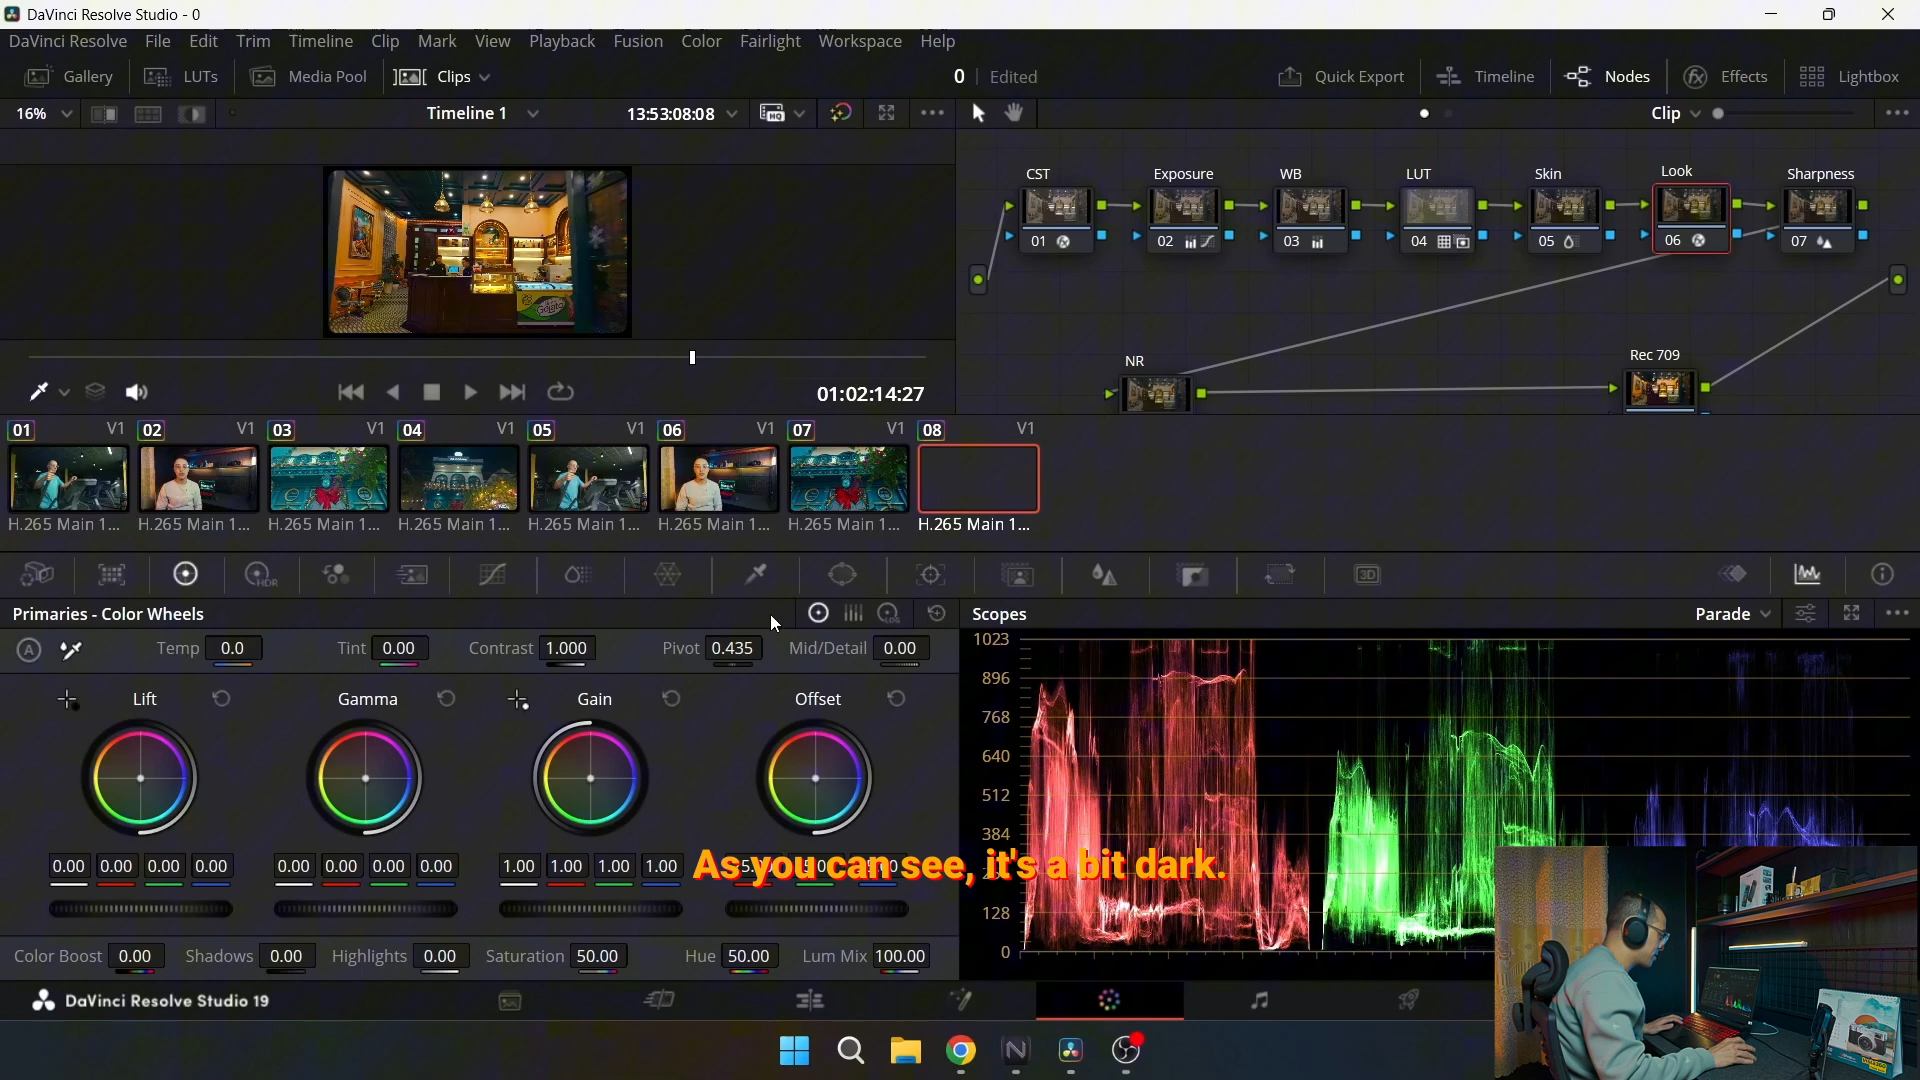 DaVinci Resolve Studio - 0
DaVinci Resolve File Edit Trim Timeline Clip Mark View Playback Fusion Color Fairlight Workspace Help
Gallery LUTs Media Pool Clips 0 Edited Quick Export Timeline Nodes Effects Lightbox
16% Timeline 1 13:53:08:08 HQ Clip
CST Exposure WB LUT Skin Look Sharpness
01 02 03 04 05 06 07
NR Rec 709
01:02:14:27
01 V1 02 V1 03 V1 04 V1 05 V1 06 V1 07 V1 08 V1
H.265 Main 1... H.265 Main 1... H.265 Main 1... H.265 Main 1... H.265 Main 1... H.265 Main 1... H.265 Main 1... H.265 Main 1...
HDR 3D
Primaries - Color Wheels LOG Scopes Parade
A Temp 0.0 Tint 0.00 Contrast 1.000 Pivot 0.435 Mid/Detail 0.00
Lift Gamma Gain Offset
1023
896
768
640
512
384
128
0
0.00 0.00 0.00 0.00 0.00 0.00 0.00 0.00 1.00 1.00 1.00 1.00
As you can see, it's a bit dark.
Color Boost 0.00 Shadows 0.00 Highlights 0.00 Saturation 50.00 Hue 50.00 Lum Mix 100.00
DaVinci Resolve Studio 19